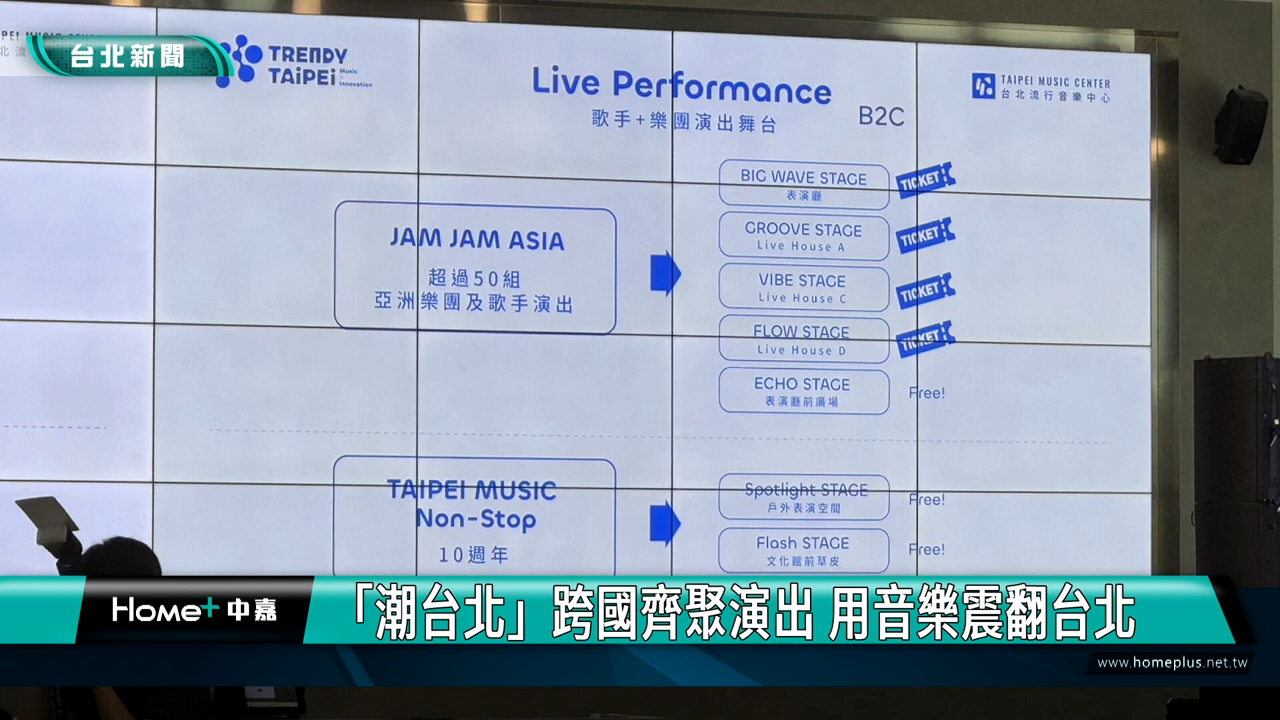 台北新聞
TRENDY
TAIPEI
Music
x Innovation
Live Performance
歌手+樂團演出舞台
B2C
TAIPEI MUSIC CENTER
台北流行音樂中心
JAM JAM ASIA
超過50組
亞洲樂團及歌手演出
BIG WAVE STAGE
表演廳
TICKET
GROOVE STAGE
Live House A
TICKET
VIBE STAGE
Live House C
TICKET
FLOW STAGE
Live House D
TICKET
ECHO STAGE
表演廳前廣場
Free!
TAIPEI MUSIC
Non-Stop
10週年
Spotlight STAGE
戶外表演空間
Free!
Flash STAGE
文化館前草皮
Free!
Home+ 中嘉
「潮台北」跨國齊聚演出 用音樂震翻台北
www.homeplus.net.tw